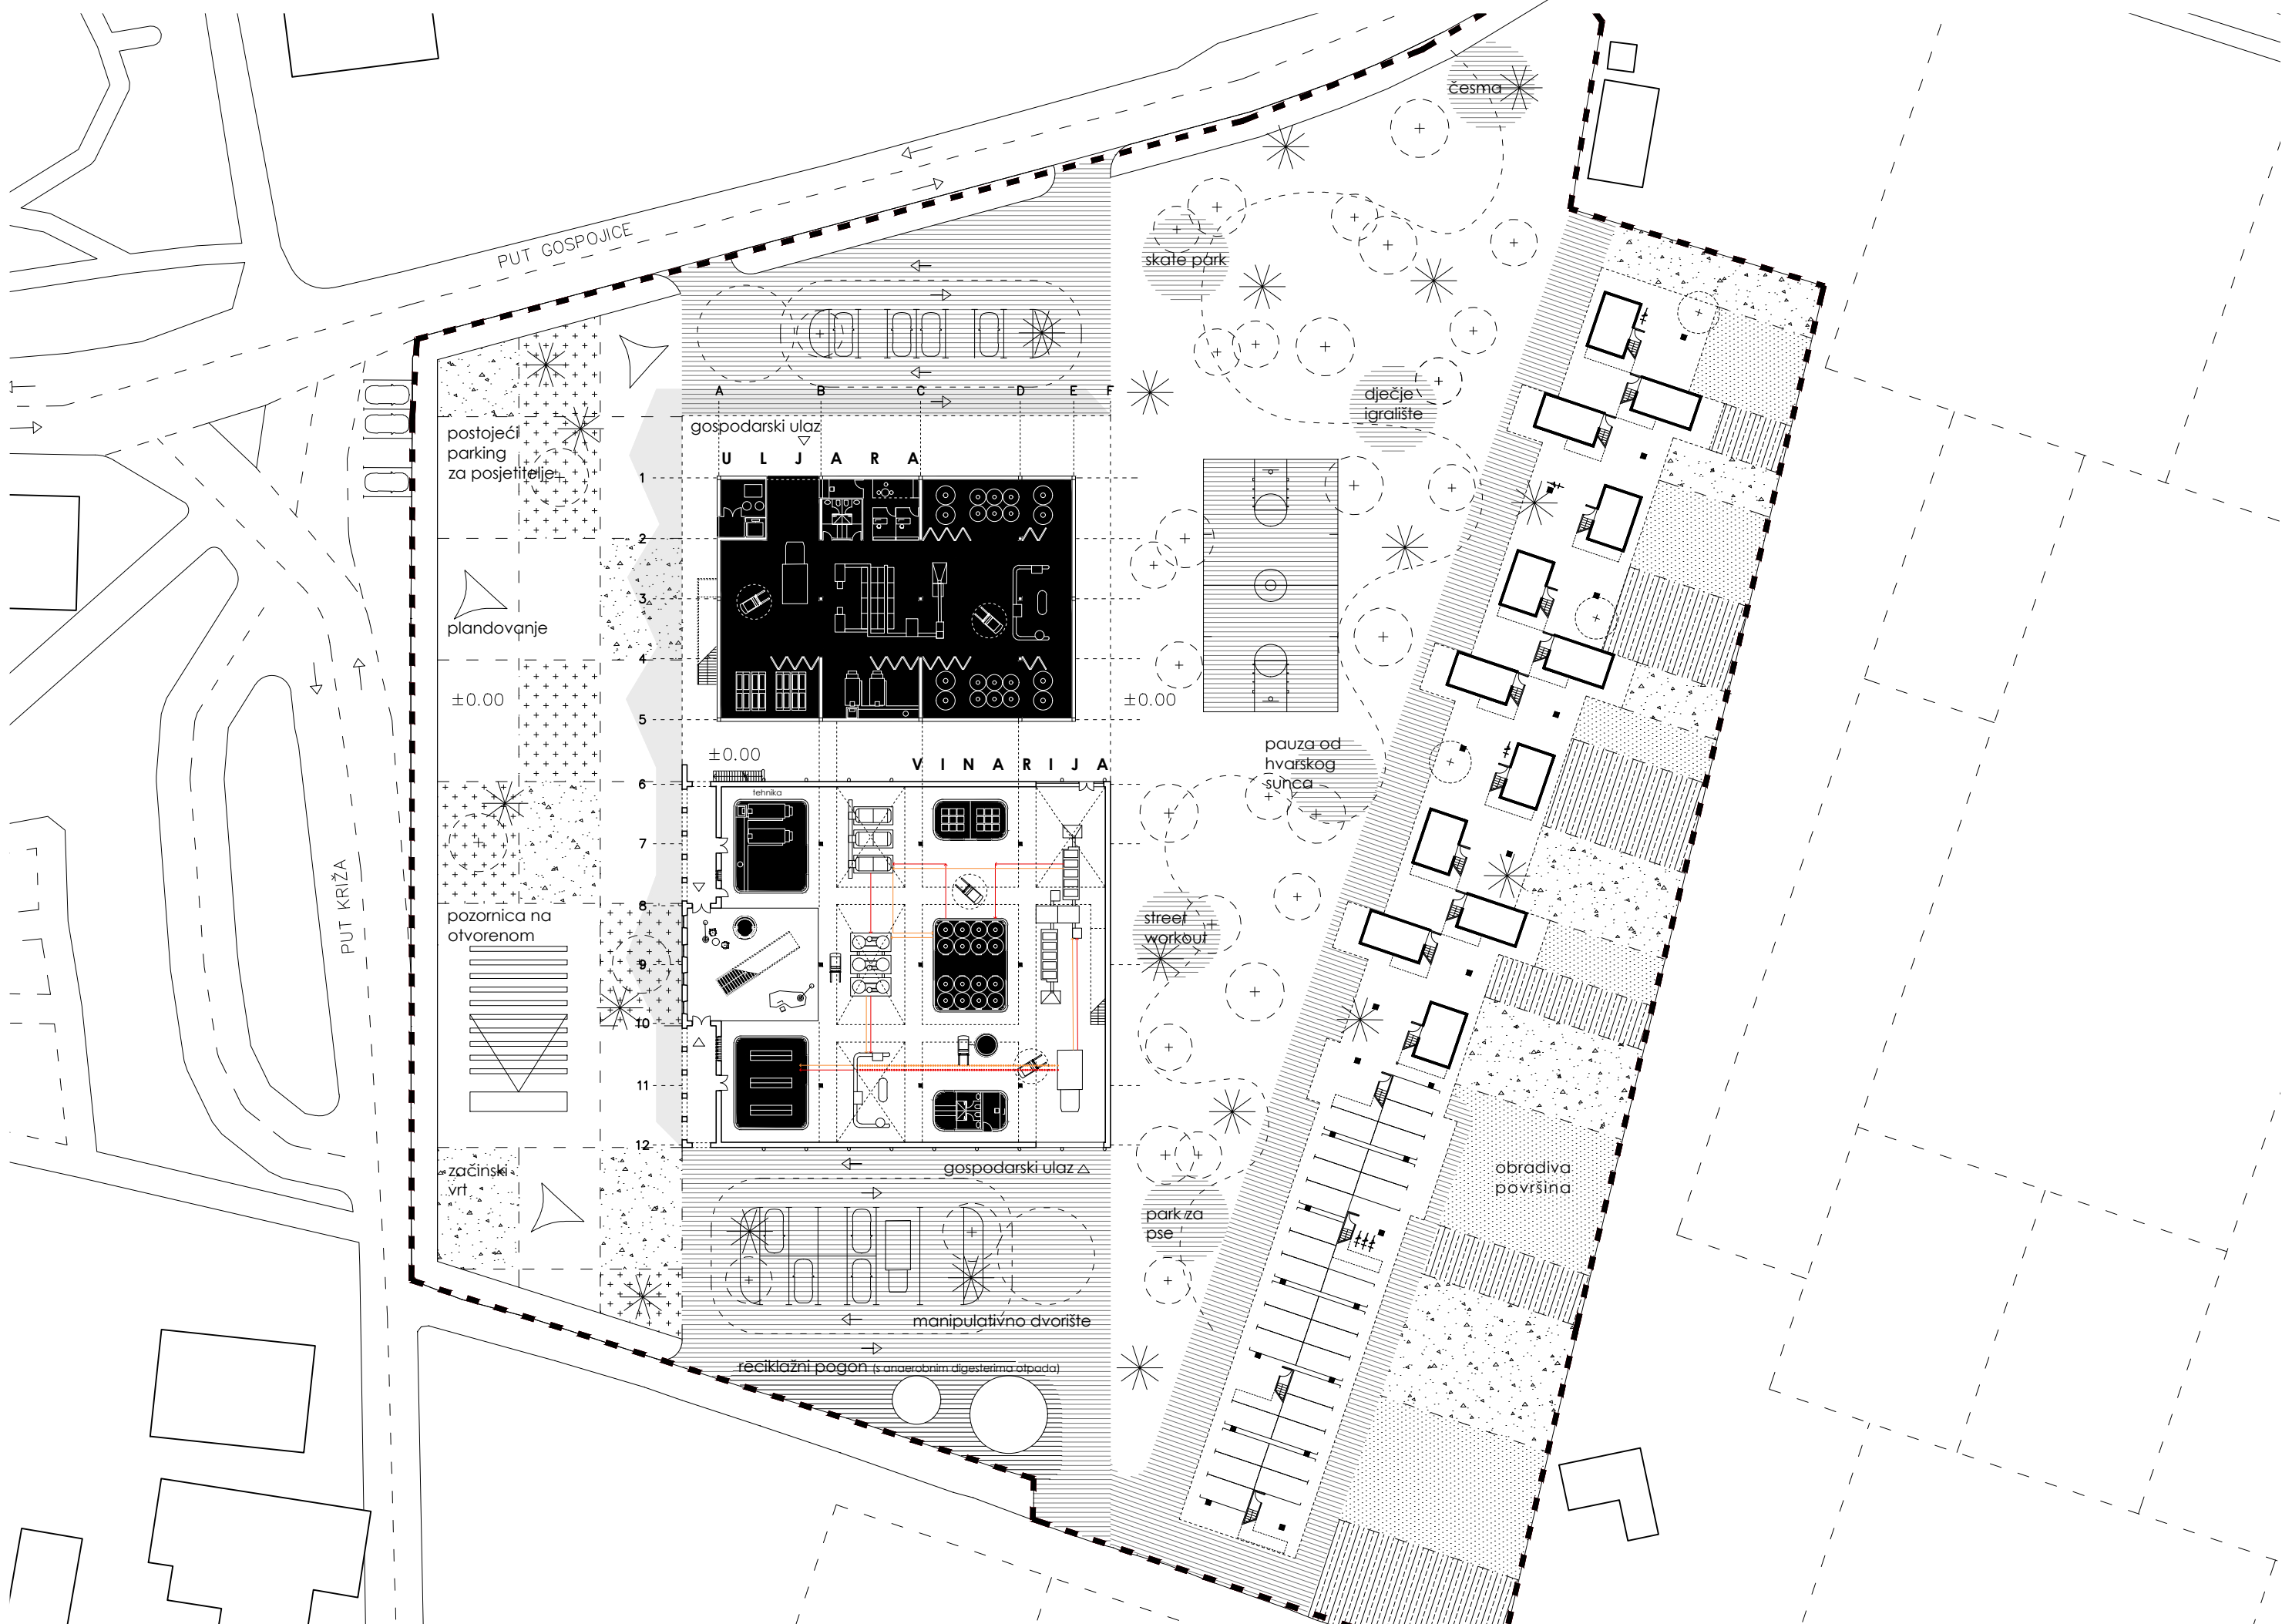 česma
PUT GOSPOJICE
skate park
A B C D E F
dječje
igralište
gospodarski ulaz
postojeći
parking
za posjetitelje
U L J A R A
1
2
3
plandovanje
4
±0.00
±0.00
5
pauza od
hvarskog
sunca
±0.00
V I N A R I J A
6
tehnika
7
PUT KRIŽA
8
pozornica na
otvorenom
street
workout
9
10
11
12
začinski
vrt
gospodarski ulaz
obradiva
površina
park za
pse
manipulativno dvorište
reciklažni pogon (s anaerobnim digesterima otpada)